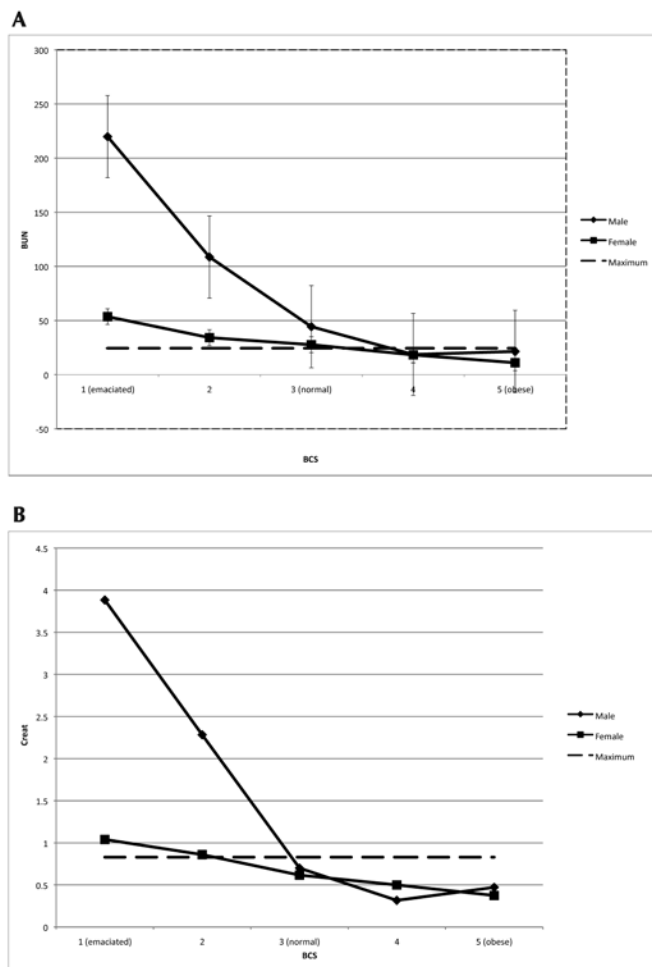 A
300
250
200
150
100
50
0
-50
BUN
1 (emaciated) 2 3 (normal) 4 5 (obese)
BCS
Male
Female
Maximum
B
4.5
4
3.5
3
2.5
2
1.5
1
0.5
0
Creat
1 (emaciated) 2 3 (normal) 4 5 (obese)
BCS
Male
Female
Maximum